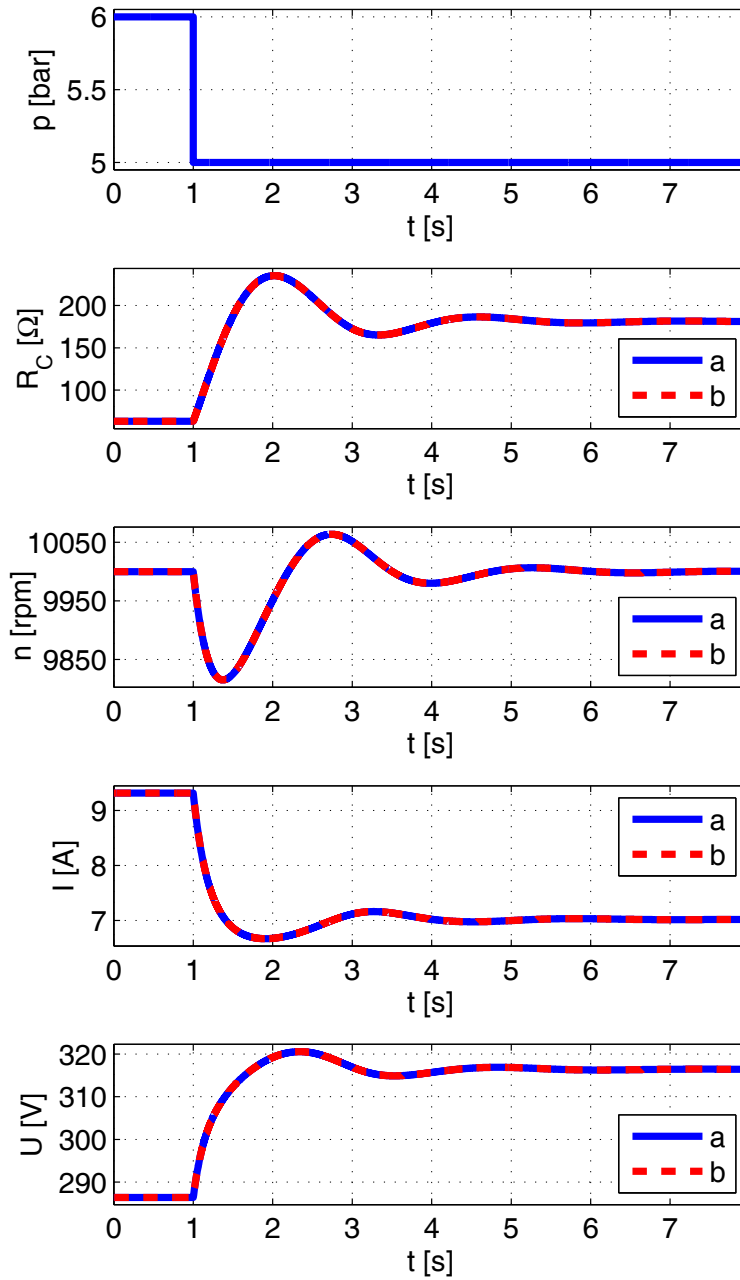 p [bar]
6
5.5
5
0 1 2 3 4 5 6 7
t [s]
R_C [Ω]
200
150
100
a
b
0 1 2 3 4 5 6 7
t [s]
n [rpm]
10050
9950
9850
a
b
0 1 2 3 4 5 6 7
t [s]
I [A]
9
8
7
a
b
0 1 2 3 4 5 6 7
t [s]
U [V]
320
310
300
290
a
b
0 1 2 3 4 5 6 7
t [s]